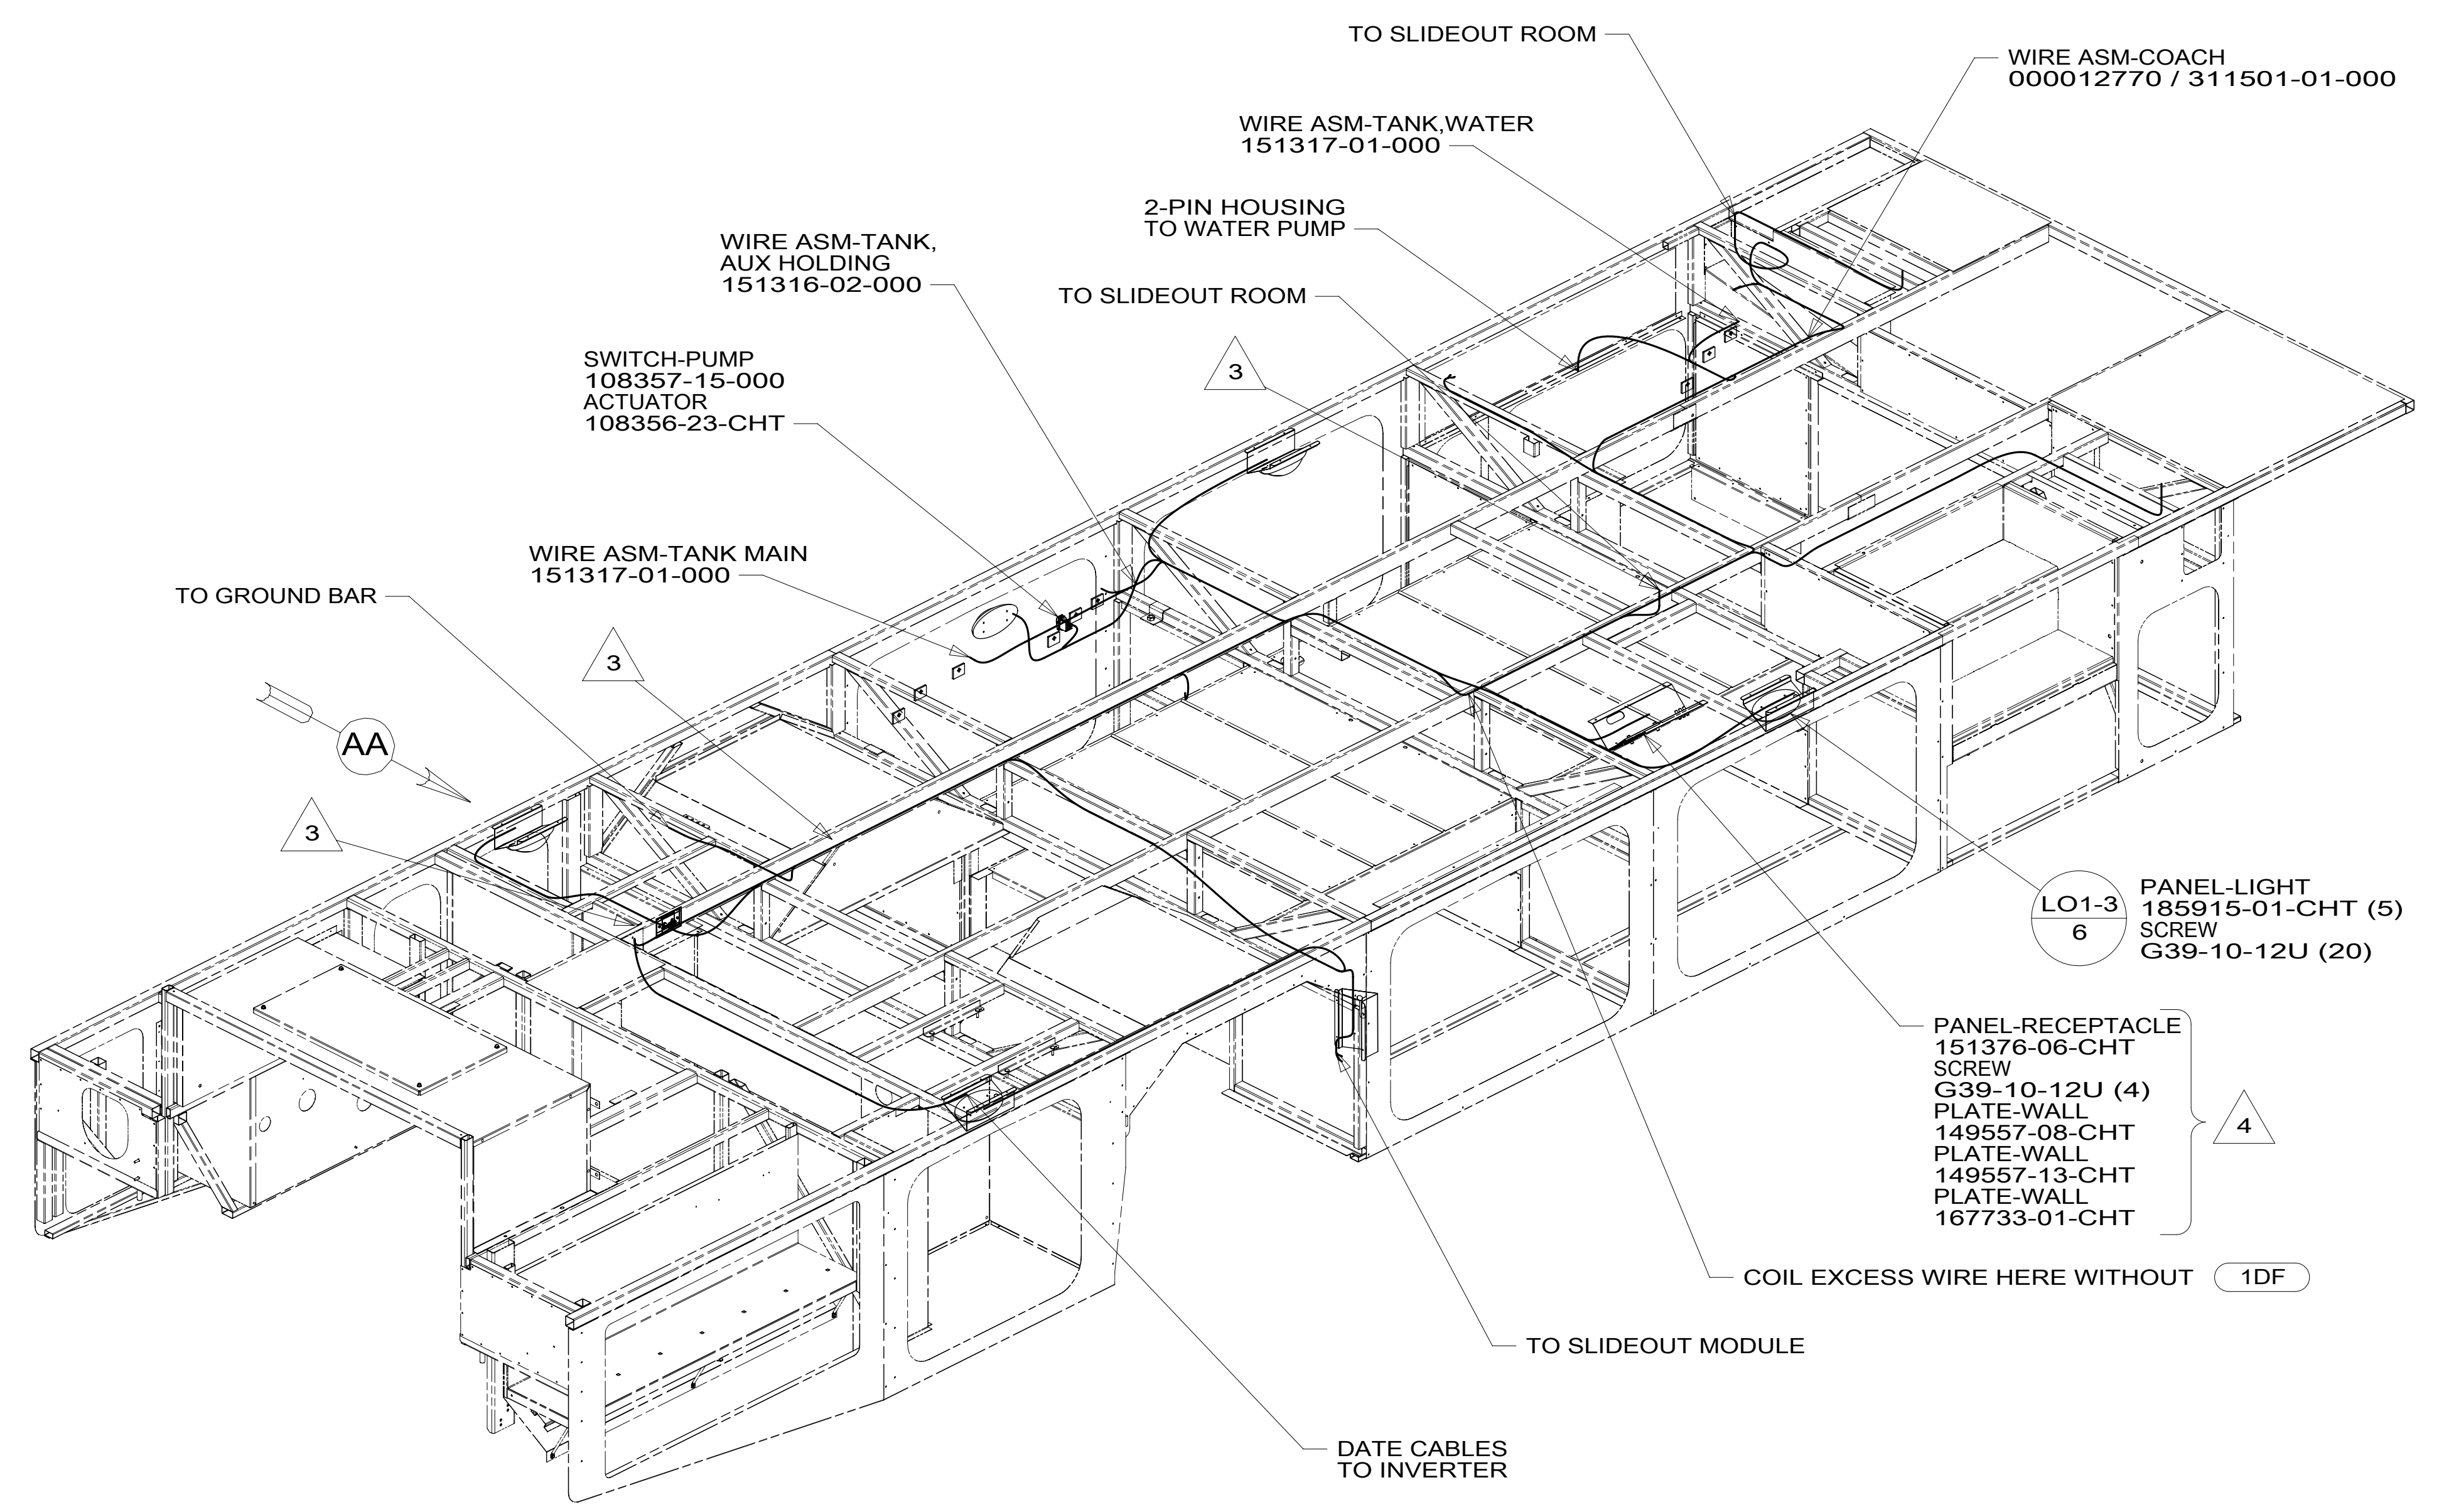 TO SLIDEOUT ROOM
WIRE ASM-COACH
000012770 / 311501-01-000
WIRE ASM-TANK,WATER
151317-01-000
2-PIN HOUSING
TO WATER PUMP
WIRE ASM-TANK,
AUX HOLDING
151316-02-000
TO SLIDEOUT ROOM
SWITCH-PUMP
108357-15-000
ACTUATOR
108356-23-CHT
3
WIRE ASM-TANK MAIN
151317-01-000
TO GROUND BAR
3
AA
3
LO1-3
6
PANEL-LIGHT
185915-01-CHT (5)
SCREW
G39-10-12U (20)
PANEL-RECEPTACLE
151376-06-CHT
SCREW
G39-10-12U (4)
PLATE-WALL
149557-08-CHT
PLATE-WALL
149557-13-CHT
PLATE-WALL
167733-01-CHT
4
COIL EXCESS WIRE HERE WITHOUT 1DF
TO SLIDEOUT MODULE
DATE CABLES
TO INVERTER